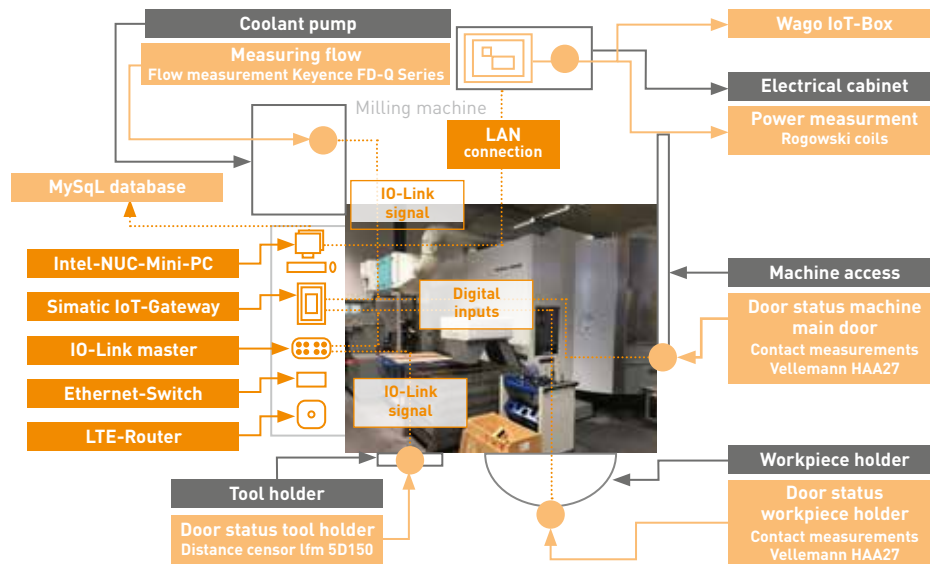 Coolant pump
Measuring flow
Flow measurement Keyence FD-Q Series
Milling machine
Wago IoT-Box
Electrical cabinet
Power measurment
Rogowski coils
LAN
connection
MySqL database
IO-Link
signal
Intel-NUC-Mini-PC
Simatic IoT-Gateway
IO-Link master
Ethernet-Switch
LTE-Router
Digital
inputs
IO-Link
signal
Machine access
Door status machine
main door
Contact measurements
Vellemann HAA27
Tool holder
Door status tool holder
Distance censor lfm 5D150
Workpiece holder
Door status
workpiece holder
Contact measurements
Vellemann HAA27